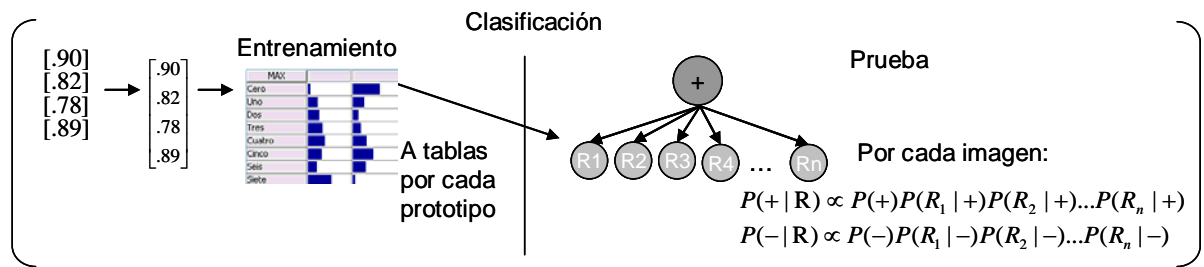 Clasificación
Entrenamiento
Prueba
[.90]
[.82]
[.78]
[.89]
[.90
.82
.78
.89]
MAX
Cero
Uno
Dos
Tres
Cuatro
Cinco
Seis
Siete
A tablas
por cada
prototipo
+
R1 R2 R3 R4 ... Rn
Por cada imagen:
P(+ | R) ∝ P(+)P(R₁ | +)P(R₂ | +)...P(Rₙ | +)
P(− | R) ∝ P(−)P(R₁ | −)P(R₂ | −)...P(Rₙ | −)